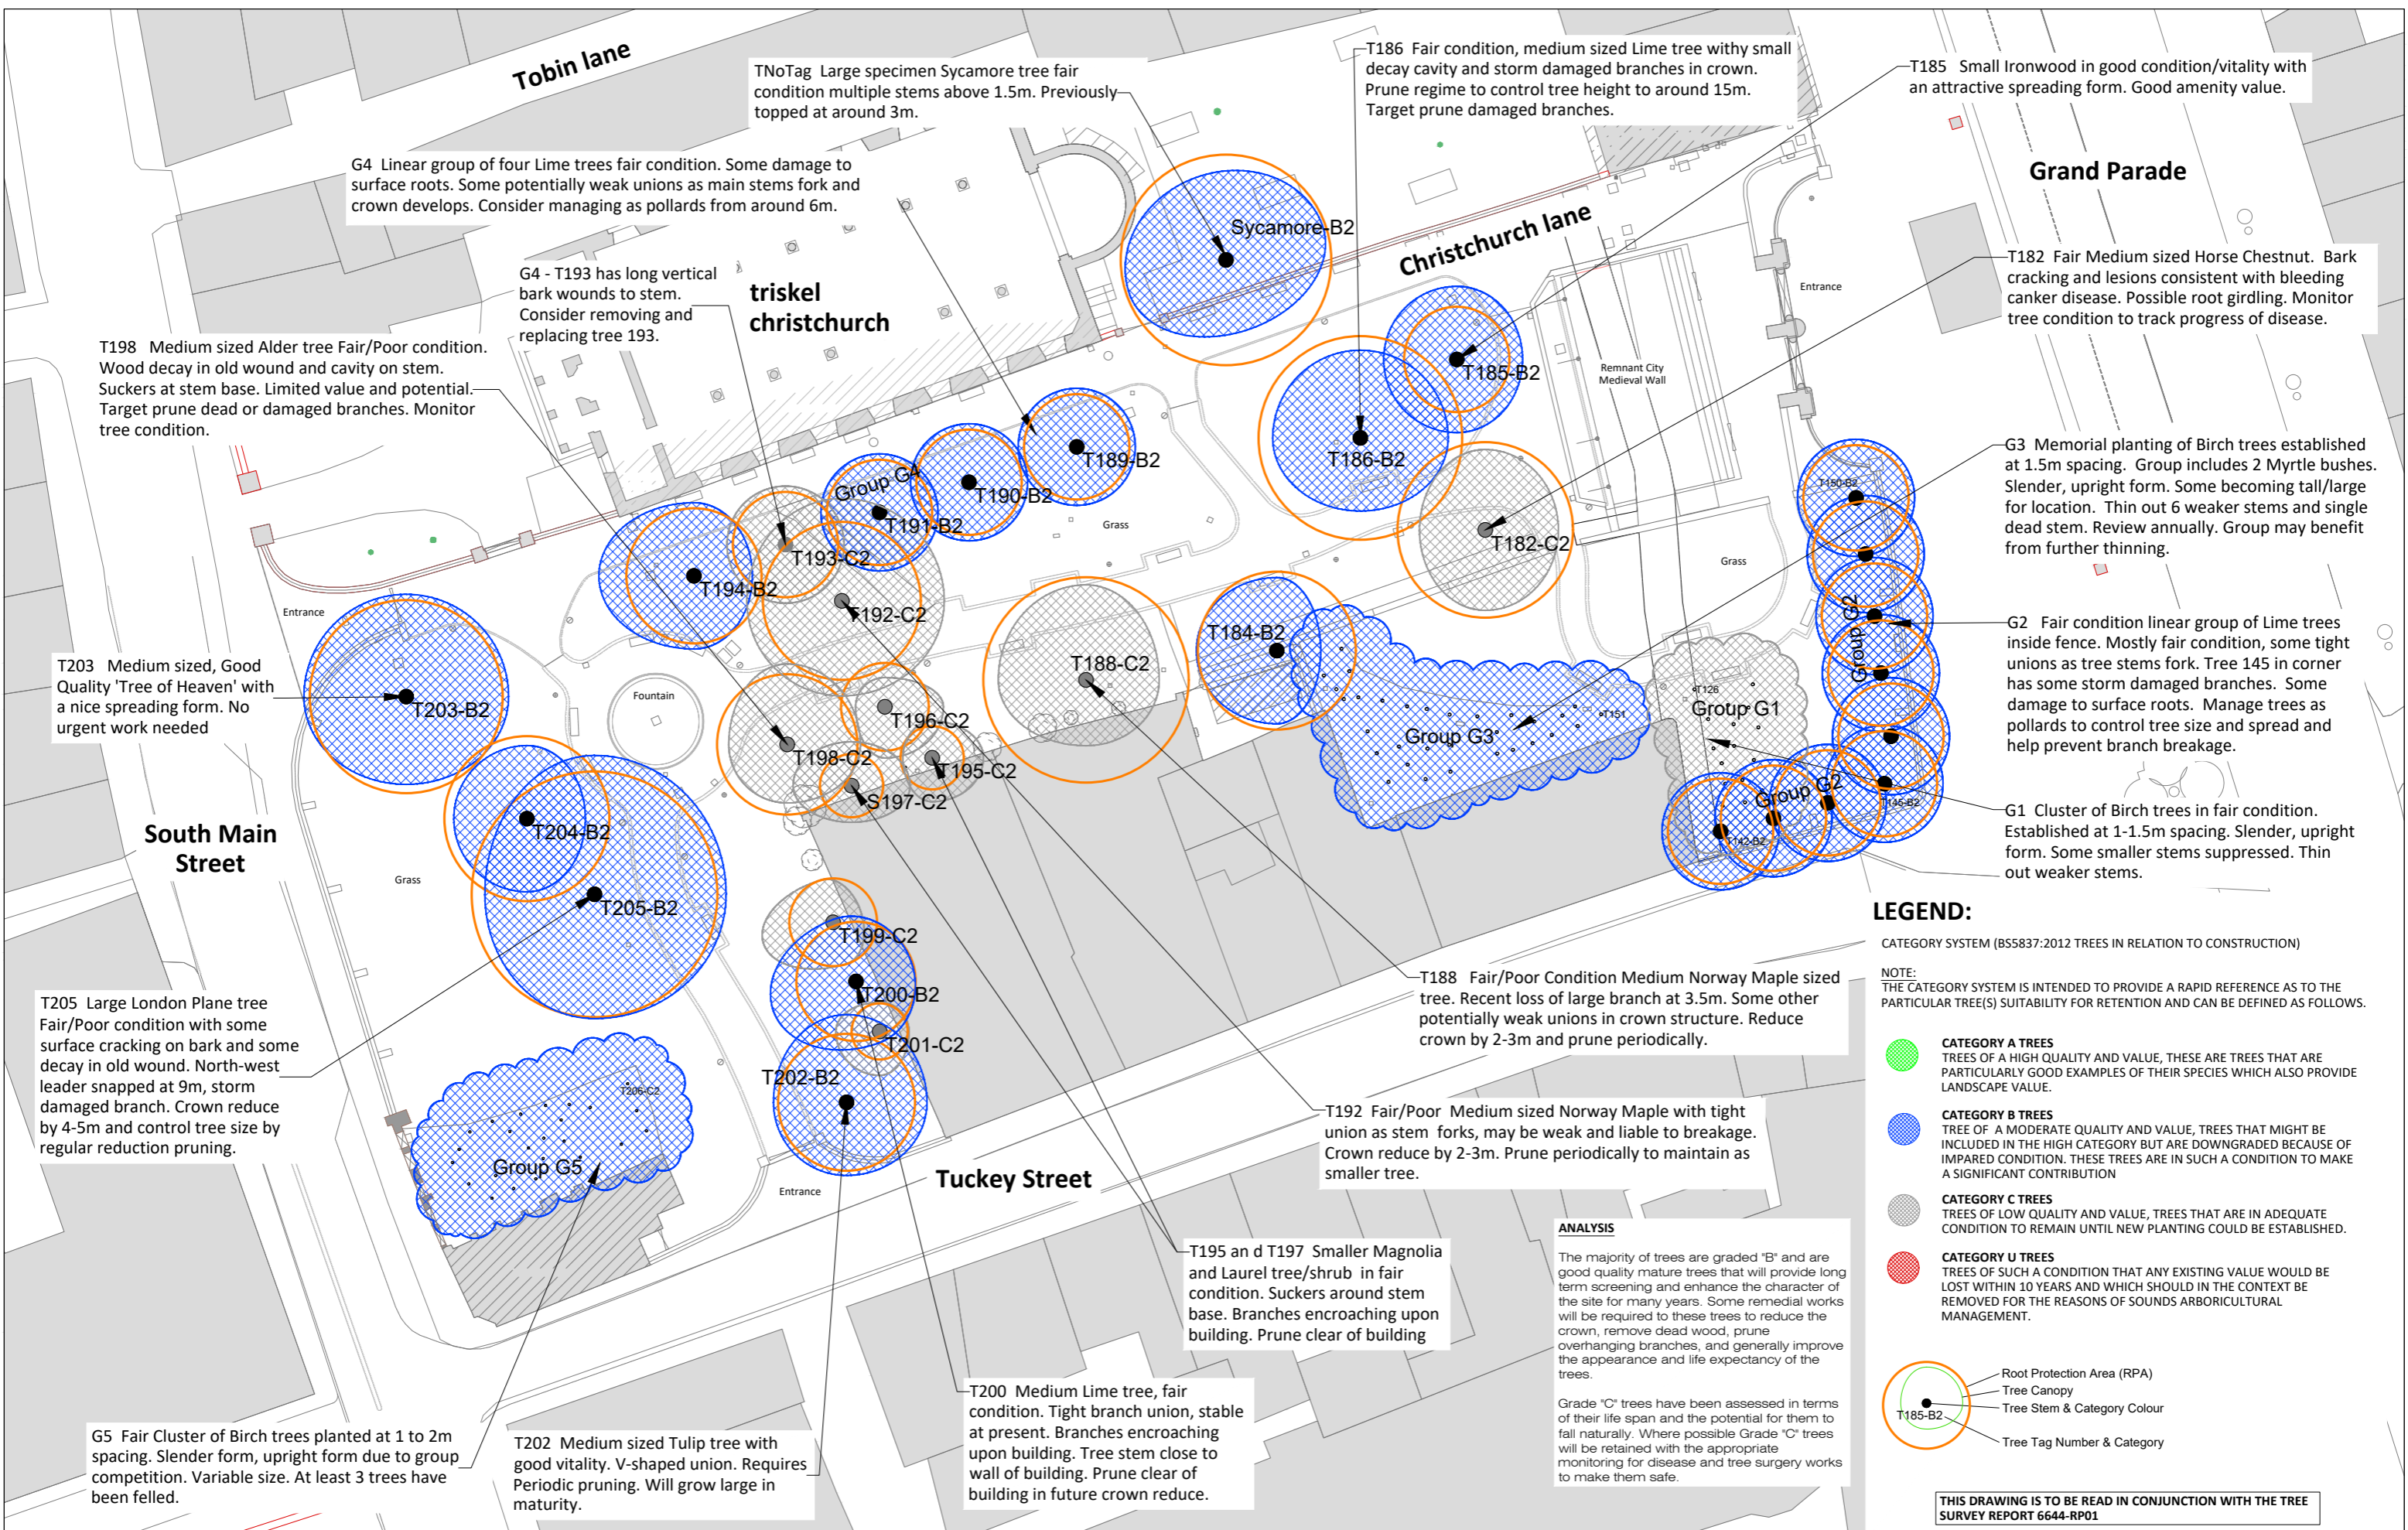 Tobin lane
TNoTag Large specimen Sycamore tree fair
condition multiple stems above 1.5m. Previously
topped at around 3m.
T186 Fair condition, medium sized Lime tree withy small
decay cavity and storm damaged branches in crown.
Prune regime to control tree height to around 15m.
Target prune damaged branches.
T185 Small Ironwood in good condition/vitality with
an attractive spreading form. Good amenity value.
Grand Parade
G4 Linear group of four Lime trees fair condition. Some damage to
surface roots. Some potentially weak unions as main stems fork and
crown develops. Consider managing as pollards from around 6m.
Sycamore-B2
Christchurch lane
G4 - T193 has long vertical
bark wounds to stem.
Consider removing and
replacing tree 193.
triskel
christchurch
Entrance
T182 Fair Medium sized Horse Chestnut. Bark
cracking and lesions consistent with bleeding
canker disease. Possible root girdling. Monitor
tree condition to track progress of disease.
T198 Medium sized Alder tree Fair/Poor condition.
Wood decay in old wound and cavity on stem.
Suckers at stem base. Limited value and potential.
Target prune dead or damaged branches. Monitor
tree condition.
T185-B2
Remnant City
Medieval Wall
T189-B2
T186-B2
Group G4
T190-B2
T191-B2
Grass
T193-C2
T182-C2
T150-B2
G3 Memorial planting of Birch trees established
at 1.5m spacing. Group includes 2 Myrtle bushes.
Slender, upright form. Some becoming tall/large
for location. Thin out 6 weaker stems and single
dead stem. Review annually. Group may benefit
from further thinning.
Grass
T194-B2
T192-C2
Entrance
T184-B2
Group G2
G2 Fair condition linear group of Lime trees
inside fence. Mostly fair condition, some tight
unions as tree stems fork. Tree 145 in corner
has some storm damaged branches. Some
damage to surface roots. Manage trees as
pollards to control tree size and spread and
help prevent branch breakage.
T203 Medium sized, Good
Quality 'Tree of Heaven' with
a nice spreading form. No
urgent work needed
T203-B2
Fountain
T188-C2
T196-C2
T126
Group G1
T151
Group G3
T198-C2
T195-C2
S197-C2
Group G2
T145-B2
T142-B2
G1 Cluster of Birch trees in fair condition.
Established at 1-1.5m spacing. Slender, upright
form. Some smaller stems suppressed. Thin
out weaker stems.
South Main
Street
T204-B2
Grass
T205-B2
T199-C2
T200-B2
T201-C2
T202-B2
T205 Large London Plane tree
Fair/Poor condition with some
surface cracking on bark and some
decay in old wound. North-west
leader snapped at 9m, storm
damaged branch. Crown reduce
by 4-5m and control tree size by
regular reduction pruning.
T206-C2
Group G5
Entrance
Tuckey Street
T188 Fair/Poor Condition Medium Norway Maple sized
tree. Recent loss of large branch at 3.5m. Some other
potentially weak unions in crown structure. Reduce
crown by 2-3m and prune periodically.
T192 Fair/Poor Medium sized Norway Maple with tight
union as stem forks, may be weak and liable to breakage.
Crown reduce by 2-3m. Prune periodically to maintain as
smaller tree.
T195 an d T197 Smaller Magnolia
and Laurel tree/shrub in fair
condition. Suckers around stem
base. Branches encroaching upon
building. Prune clear of building
T200 Medium Lime tree, fair
condition. Tight branch union, stable
at present. Branches encroaching
upon building. Tree stem close to
wall of building. Prune clear of
building in future crown reduce.
T202 Medium sized Tulip tree with
good vitality. V-shaped union. Requires
Periodic pruning. Will grow large in
maturity.
G5 Fair Cluster of Birch trees planted at 1 to 2m
spacing. Slender form, upright form due to group
competition. Variable size. At least 3 trees have
been felled.
ANALYSIS
The majority of trees are graded "B" and are
good quality mature trees that will provide long
term screening and enhance the character of
the site for many years. Some remedial works
will be required to these trees to reduce the
crown, remove dead wood, prune
overhanging branches, and generally improve
the appearance and life expectancy of the
trees.
Grade "C" trees have been assessed in terms
of their life span and the potential for them to
fall naturally. Where possible Grade "C" trees
will be retained with the appropriate
monitoring for disease and tree surgery works
to make them safe.
LEGEND:
CATEGORY SYSTEM (BS5837:2012 TREES IN RELATION TO CONSTRUCTION)
NOTE:
THE CATEGORY SYSTEM IS INTENDED TO PROVIDE A RAPID REFERENCE AS TO THE
PARTICULAR TREE(S) SUITABILITY FOR RETENTION AND CAN BE DEFINED AS FOLLOWS.
CATEGORY A TREES
TREES OF A HIGH QUALITY AND VALUE, THESE ARE TREES THAT ARE
PARTICULARLY GOOD EXAMPLES OF THEIR SPECIES WHICH ALSO PROVIDE
LANDSCAPE VALUE.
CATEGORY B TREES
TREE OF A MODERATE QUALITY AND VALUE, TREES THAT MIGHT BE
INCLUDED IN THE HIGH CATEGORY BUT ARE DOWNGRADED BECAUSE OF
IMPARED CONDITION. THESE TREES ARE IN SUCH A CONDITION TO MAKE
A SIGNIFICANT CONTRIBUTION
CATEGORY C TREES
TREES OF LOW QUALITY AND VALUE, TREES THAT ARE IN ADEQUATE
CONDITION TO REMAIN UNTIL NEW PLANTING COULD BE ESTABLISHED.
CATEGORY U TREES
TREES OF SUCH A CONDITION THAT ANY EXISTING VALUE WOULD BE
LOST WITHIN 10 YEARS AND WHICH SHOULD IN THE CONTEXT BE
REMOVED FOR THE REASONS OF SOUNDS ARBORICULTURAL
MANAGEMENT.
Root Protection Area (RPA)
Tree Canopy
Tree Stem & Category Colour
T185-B2
Tree Tag Number & Category
THIS DRAWING IS TO BE READ IN CONJUNCTION WITH THE TREE
SURVEY REPORT 6644-RP01